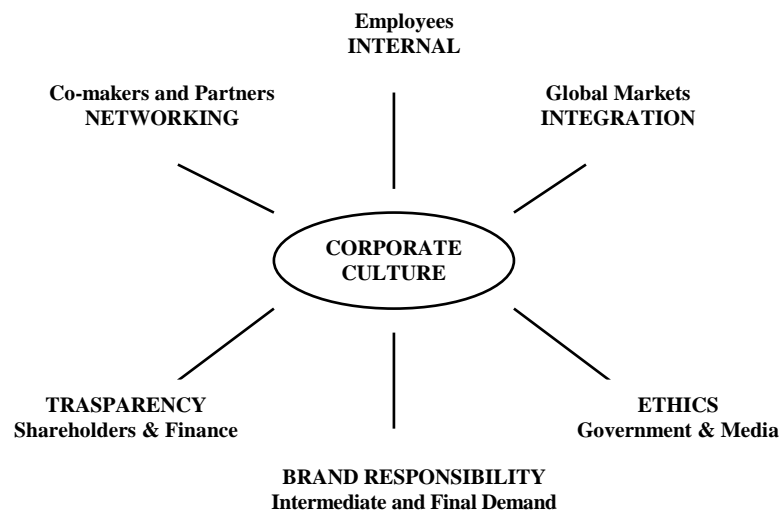 Employees
INTERNAL
Co-makers and Partners
NETWORKING
Global Markets
INTEGRATION
CORPORATE
CULTURE
TRASPARENCY
Shareholders & Finance
ETHICS
Government & Media
BRAND RESPONSIBILITY
Intermediate and Final Demand